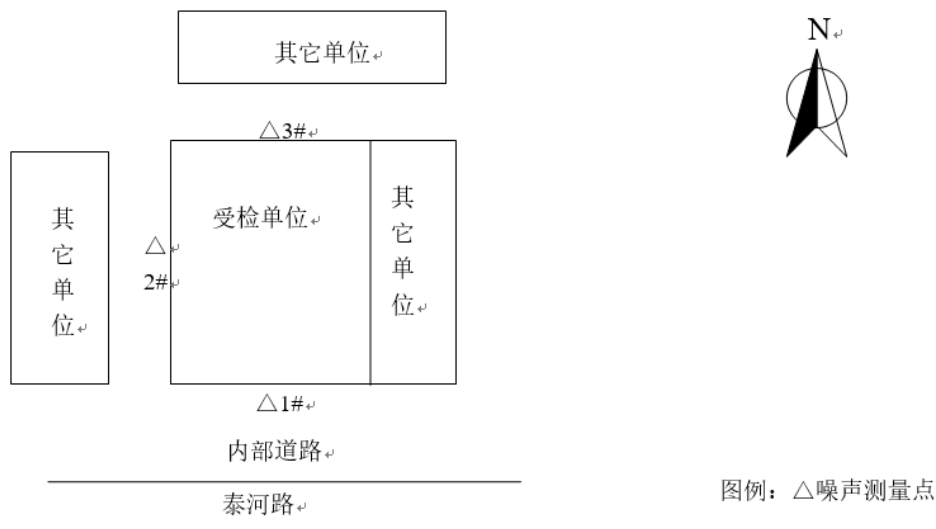 其它单位
N
△3#
其它单位
受检单位
其它单位
△
2#
△1#
内部道路
泰河路
图例：△噪声测量点